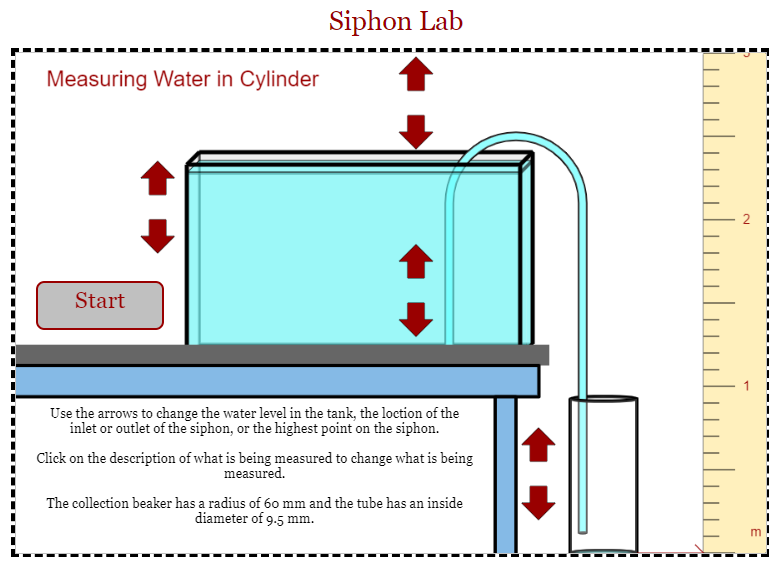 Siphon Lab
Measuring Water in Cylinder
Start
Use the arrows to change the water level in the tank, the loction of the
inlet or outlet of the siphon, or the highest point on the siphon.
Click on the description of what is being measured to change what is being
measured.
The collection beaker has a radius of 60 mm and the tube has an inside
diameter of 9.5 mm.
2
1
m